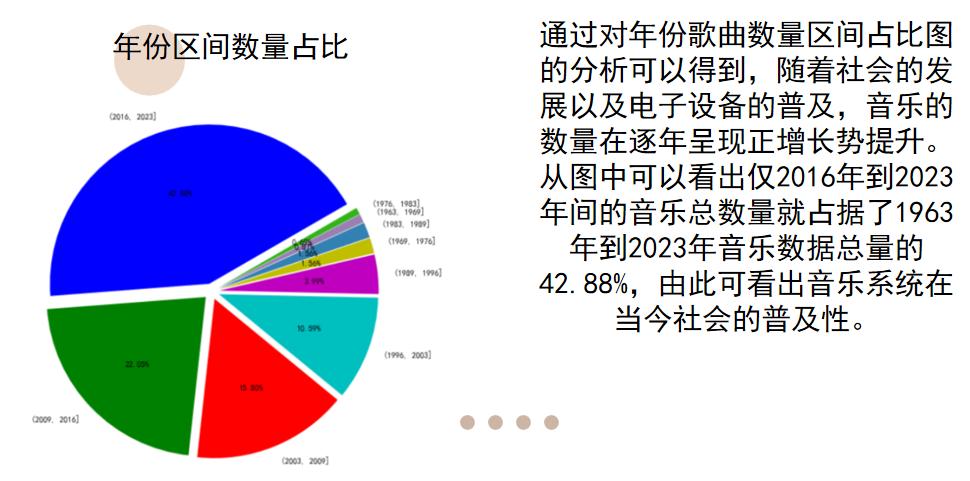 年份区间数量占比
通过对年份歌曲数量区间占比图
的分析可以得到，随着社会的发
展以及电子设备的普及，音乐的
数量在逐年呈现正增长势提升。
从图中可以看出仅2016年到2023
年间的音乐总数量就占据了1963
年到2023年音乐数据总量的
42.88%，由此可看出音乐系统在
当今社会的普及性。
(2016, 2023]
(1976, 1983]
(1963, 1969]
(1983, 1989]
(1969, 1976]
1.56%
(1989, 1996]
3.99%
10.59%
(1996, 2003]
22.05%
15.80%
(2009, 2016]
(2003, 2009]